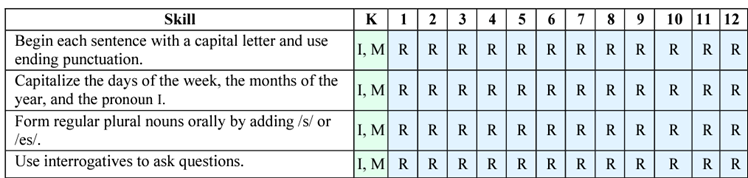 Skill K 1 2 3 4 5 6 7 8 9 10 11 12
Begin each sentence with a capital letter and use
ending punctuation. I, M R R R R R R R R R R R R
Capitalize the days of the week, the months of the
year, and the pronoun I. I, M R R R R R R R R R R R R
Form regular plural nouns orally by adding /s/ or
/es/. I, M R R R R R R R R R R R R
Use interrogatives to ask questions. I, M R R R R R R R R R R R R